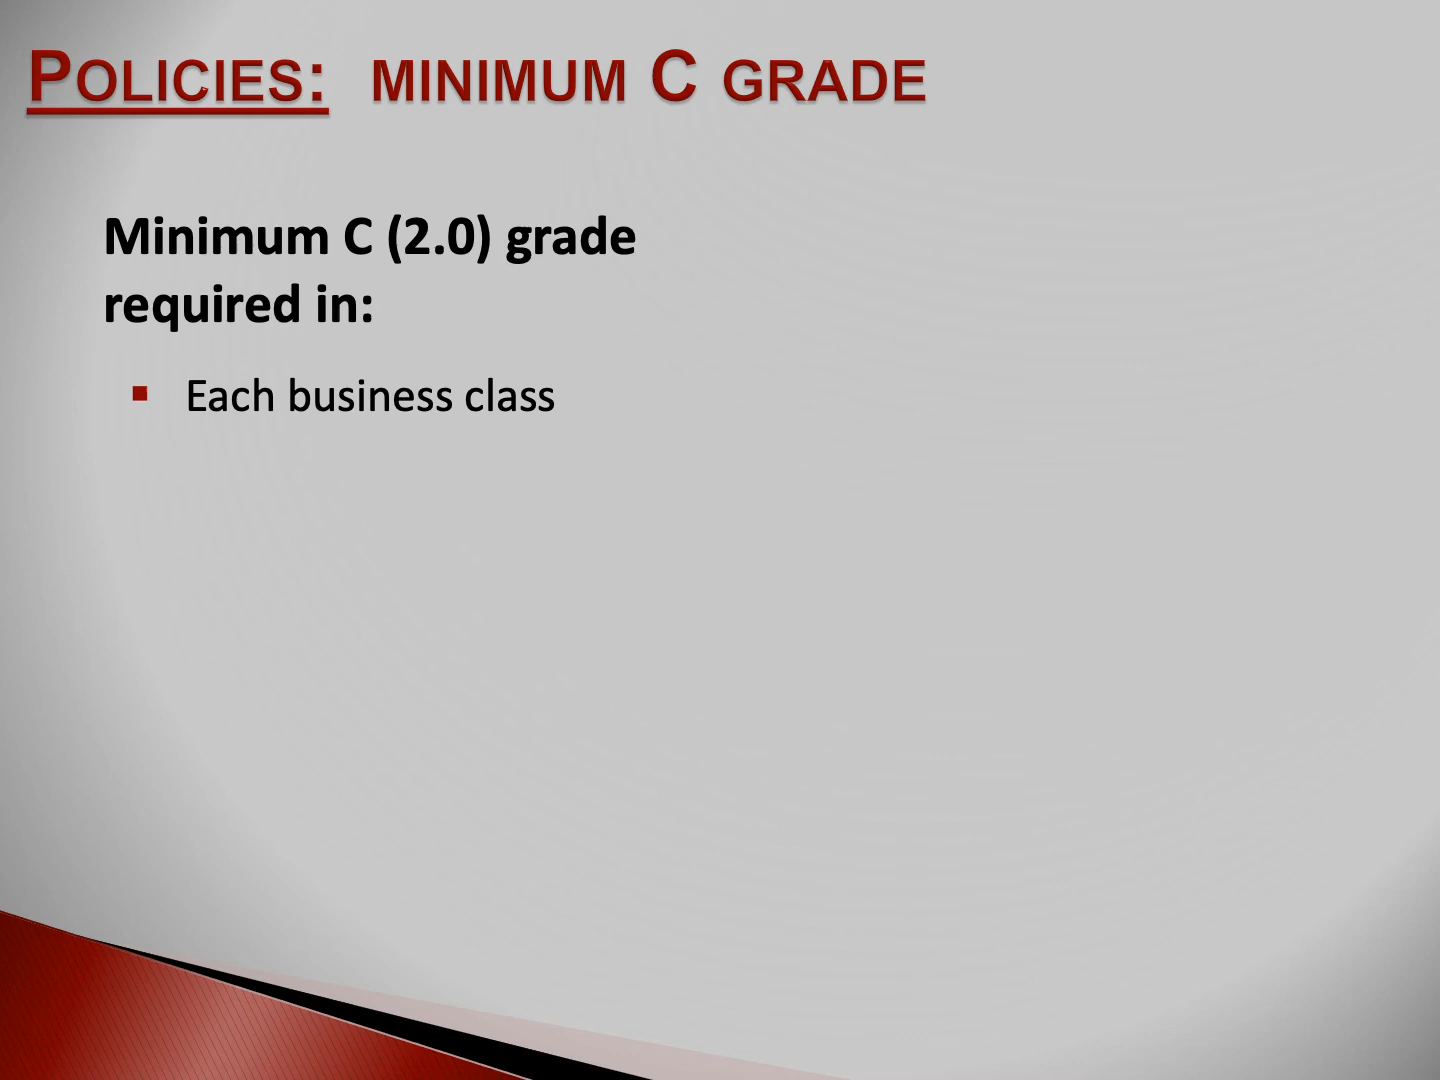 Policies: minimum C grade
Minimum C (2.0) grade
required in:
▪ Each business class